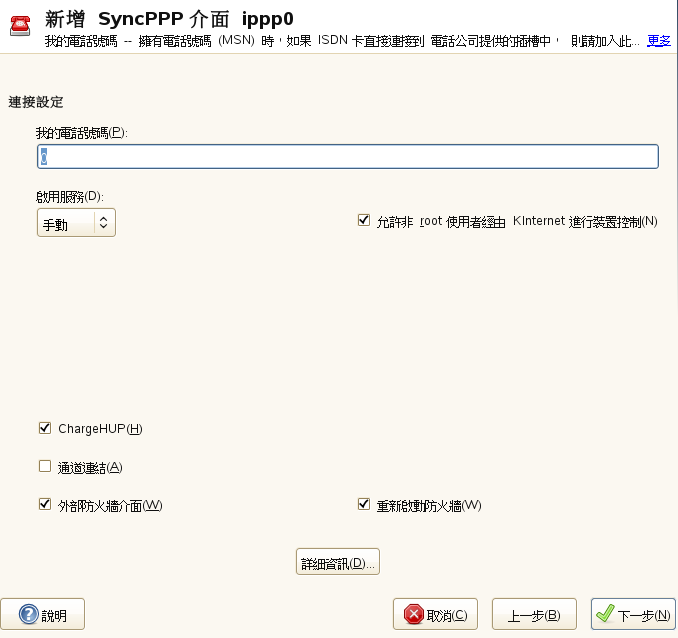 新增 SyncPPP 介面 ippp0
我的電話號碼 -- 擁有電話號碼 (MSN) 時，如果 ISDN 卡直接連接到 電話公司提供的插槽中， 則請加入此... 更多
連接設定
我的電話號碼(P):
0
啟用服務(D):
手動
允許非 root 使用者經由 KInternet 進行裝置控制(N)
ChargeHUP(H)
通道連結(A)
外部防火牆介面(W)
重新啟動防火牆(W)
詳細資訊(D)...
說明
取消(C)
上一步(B)
下一步(N)